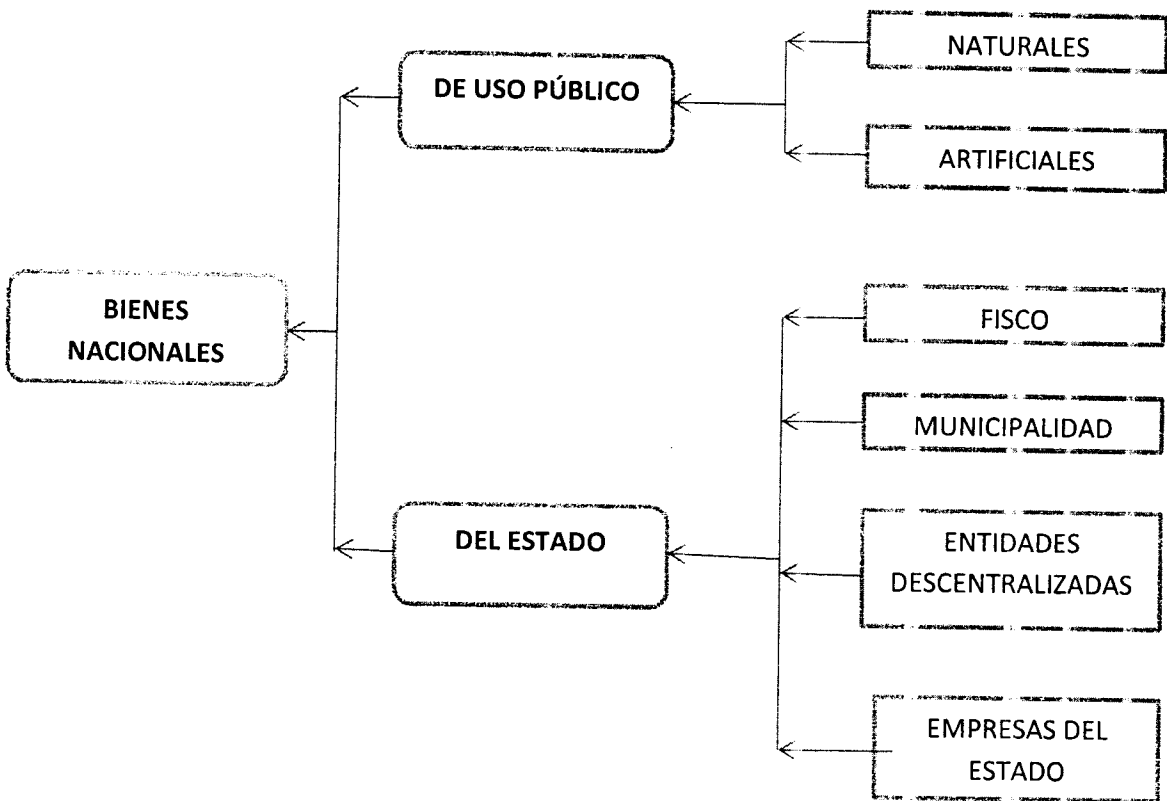 NATURALES
DE USO PÚBLICO
ARTIFICIALES
BIENES
NACIONALES
FISCO
MUNICIPALIDAD
DEL ESTADO
ENTIDADES
DESCENTRALIZADAS
EMPRESAS DEL
ESTADO